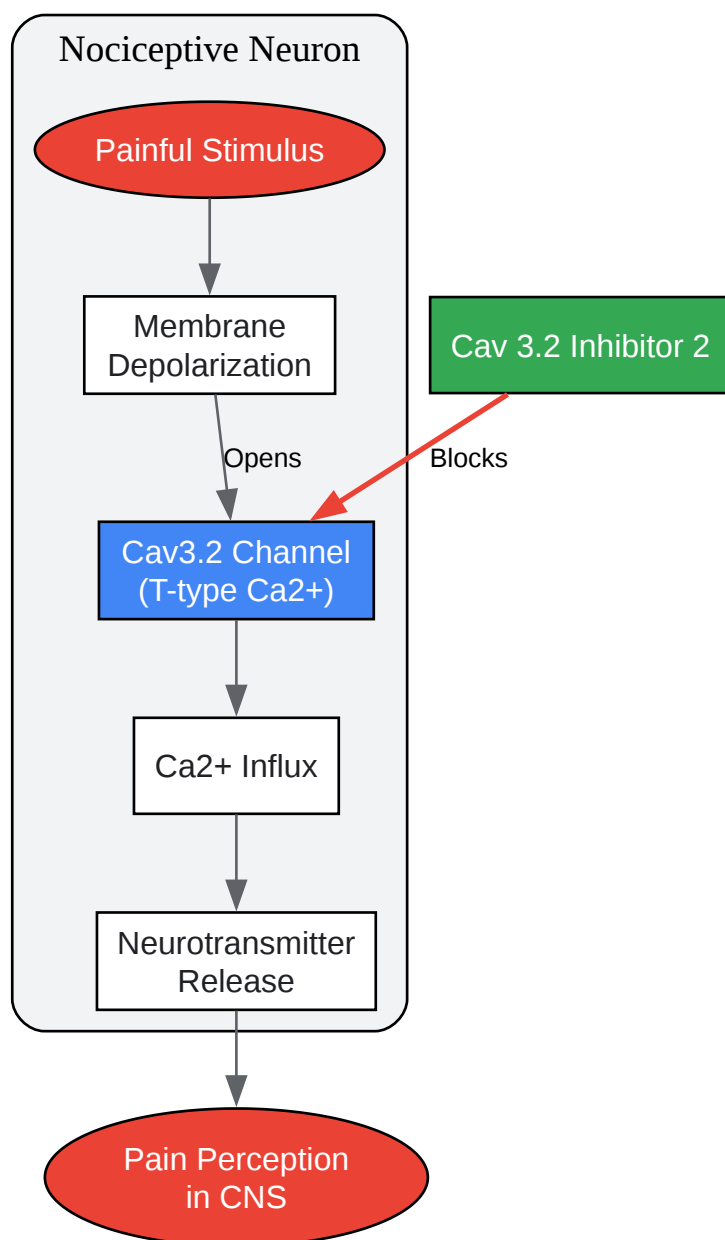 Nociceptive Neuron
Painful Stimulus
Membrane
Depolarization
Cav 3.2 Inhibitor 2
Opens
Blocks
Cav3.2 Channel
(T-type Ca2+)
Ca2+ Influx
Neurotransmitter
Release
Pain Perception
in CNS